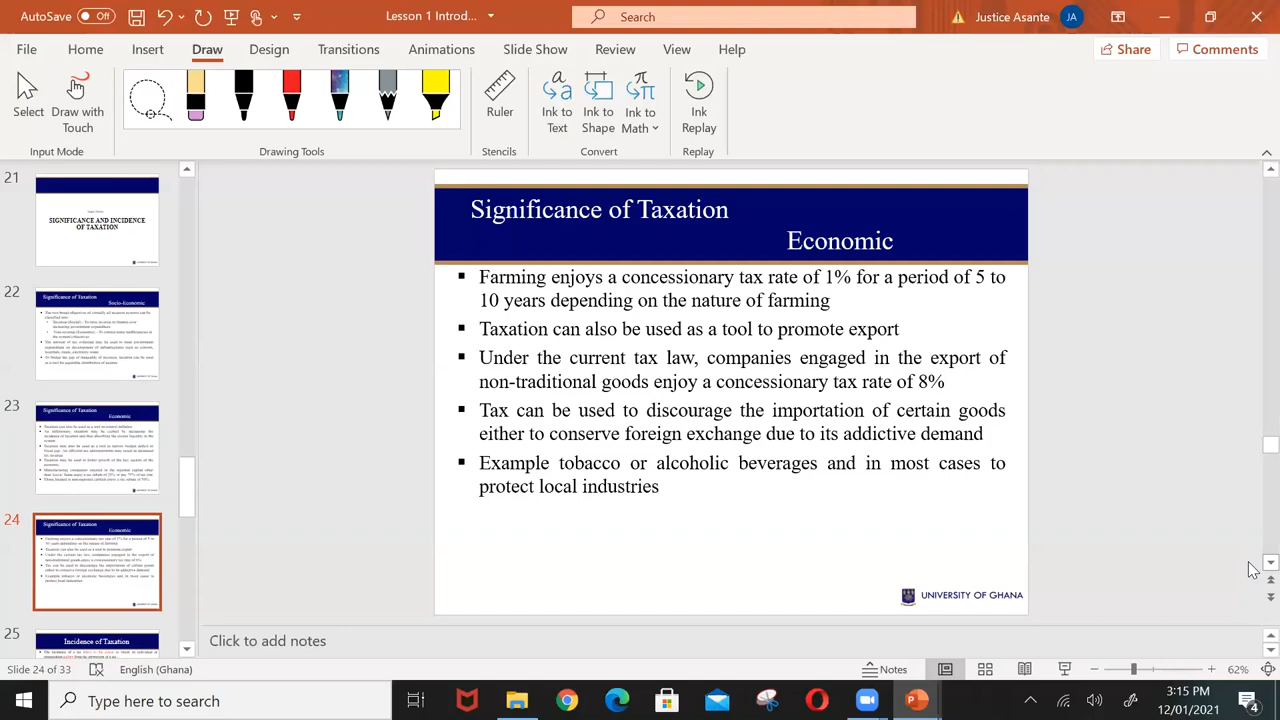 AutoSave Off Lesson 1 Introd... Search Justice Asante JA
File Home Insert Draw Design Transitions Animations Slide Show Review View Help Share Comments
Select Draw with Touch Ruler Ink to Text Ink to Shape Ink to Math Ink Replay
Input Mode Drawing Tools Stencils Convert Replay
21
SIGNIFICANCE AND INCIDENCE
OF TAXATION
22
Significance of Taxation
Socio-Economic
23
Significance of Taxation
Economic
24
Significance of Taxation
Economic
25
Incidence of Taxation
Significance of Taxation
Economic
Farming enjoys a concessionary tax rate of 1% for a period of 5 to
10 years depending on the nature of farming
Taxation can also be used as a tool to promote export
Under the current tax law, companies engaged in the export of
non-traditional goods enjoy a concessionary tax rate of 8%
Tax can be used to discourage the importation of certain goods
either to conserve foreign exchange due to addictive demand
Example tobacco or alcoholic beverages and in most cases to
protect local industries
UNIVERSITY OF GHANA
Click to add notes
Slide 24 of 33 English (Ghana) Notes 62%
Type here to search
3:15 PM
12/01/2021
4